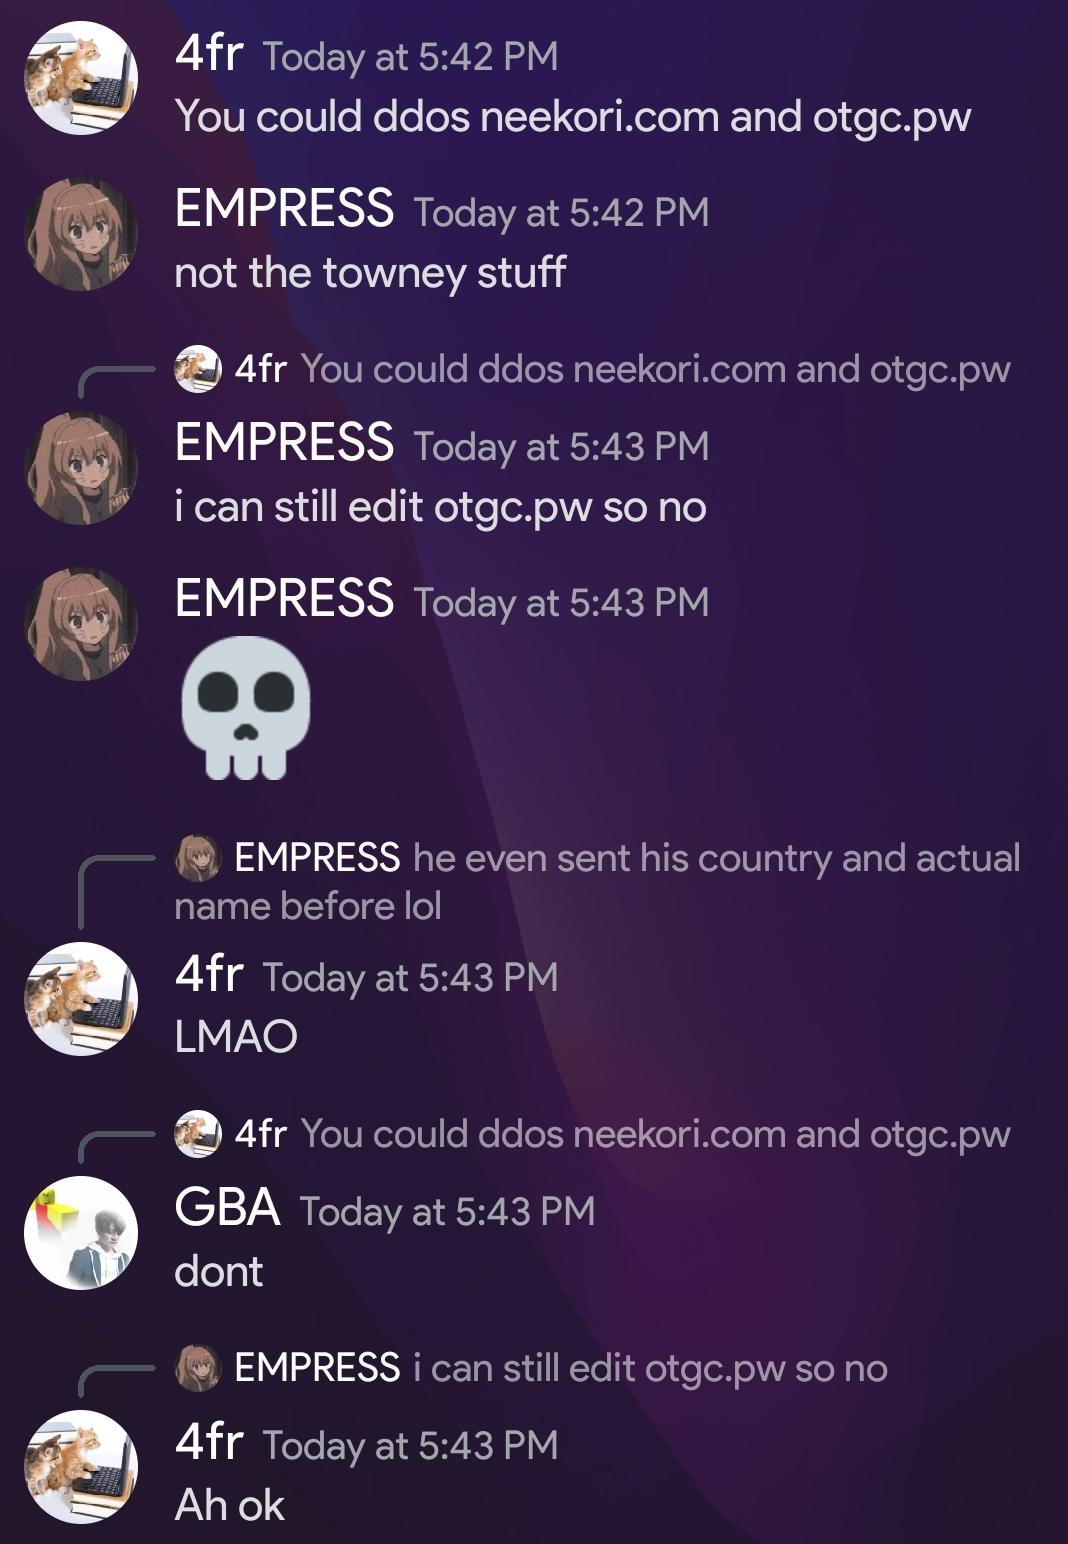 4fr Today at 5:42 PM
You could ddos neekori.com and otgc.pw
EMPRESS Today at 5:42 PM
not the towney stuff
4fr You could ddos neekori.com and otgc.pw
EMPRESS Today at 5:43 PM
i can still edit otgc.pw so no
EMPRESS Today at 5:43 PM
EMPRESS he even sent his country and actual
name before lol
4fr Today at 5:43 PM
LMAO
4fr You could ddos neekori.com and otgc.pw
GBA Today at 5:43 PM
dont
EMPRESS i can still edit otgc.pw so no
4fr Today at 5:43 PM
Ah ok